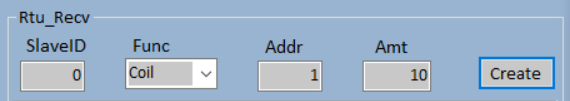 Rtu_Recv
SlaveID Func Addr Amt
0 Coil 1 10 Create